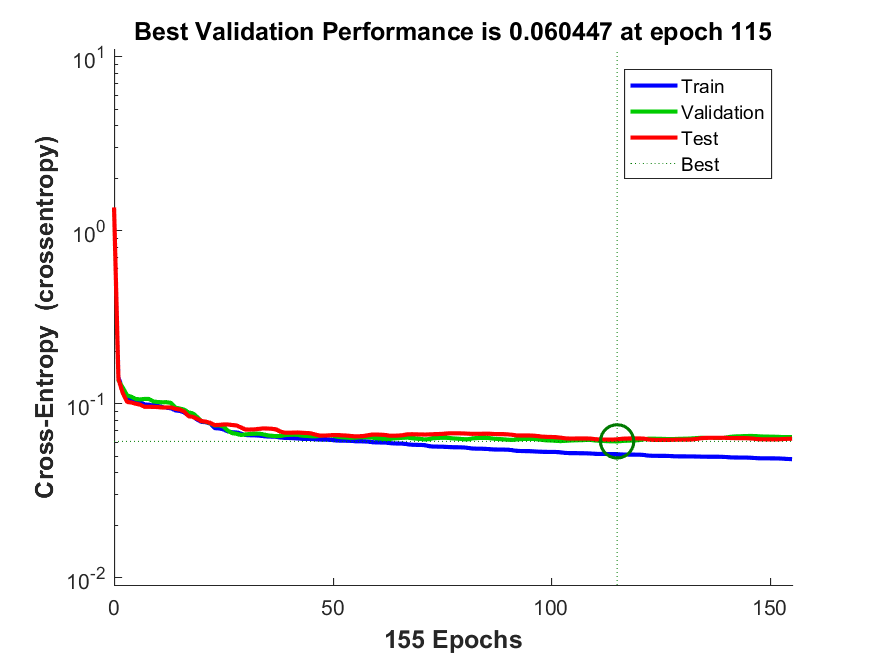 Best Validation Performance is 0.060447 at epoch 115
Cross-Entropy (crossentropy)
10^1
10^0
10^-1
10^-2
Train
Validation
Test
Best
0
50
100
150
155 Epochs